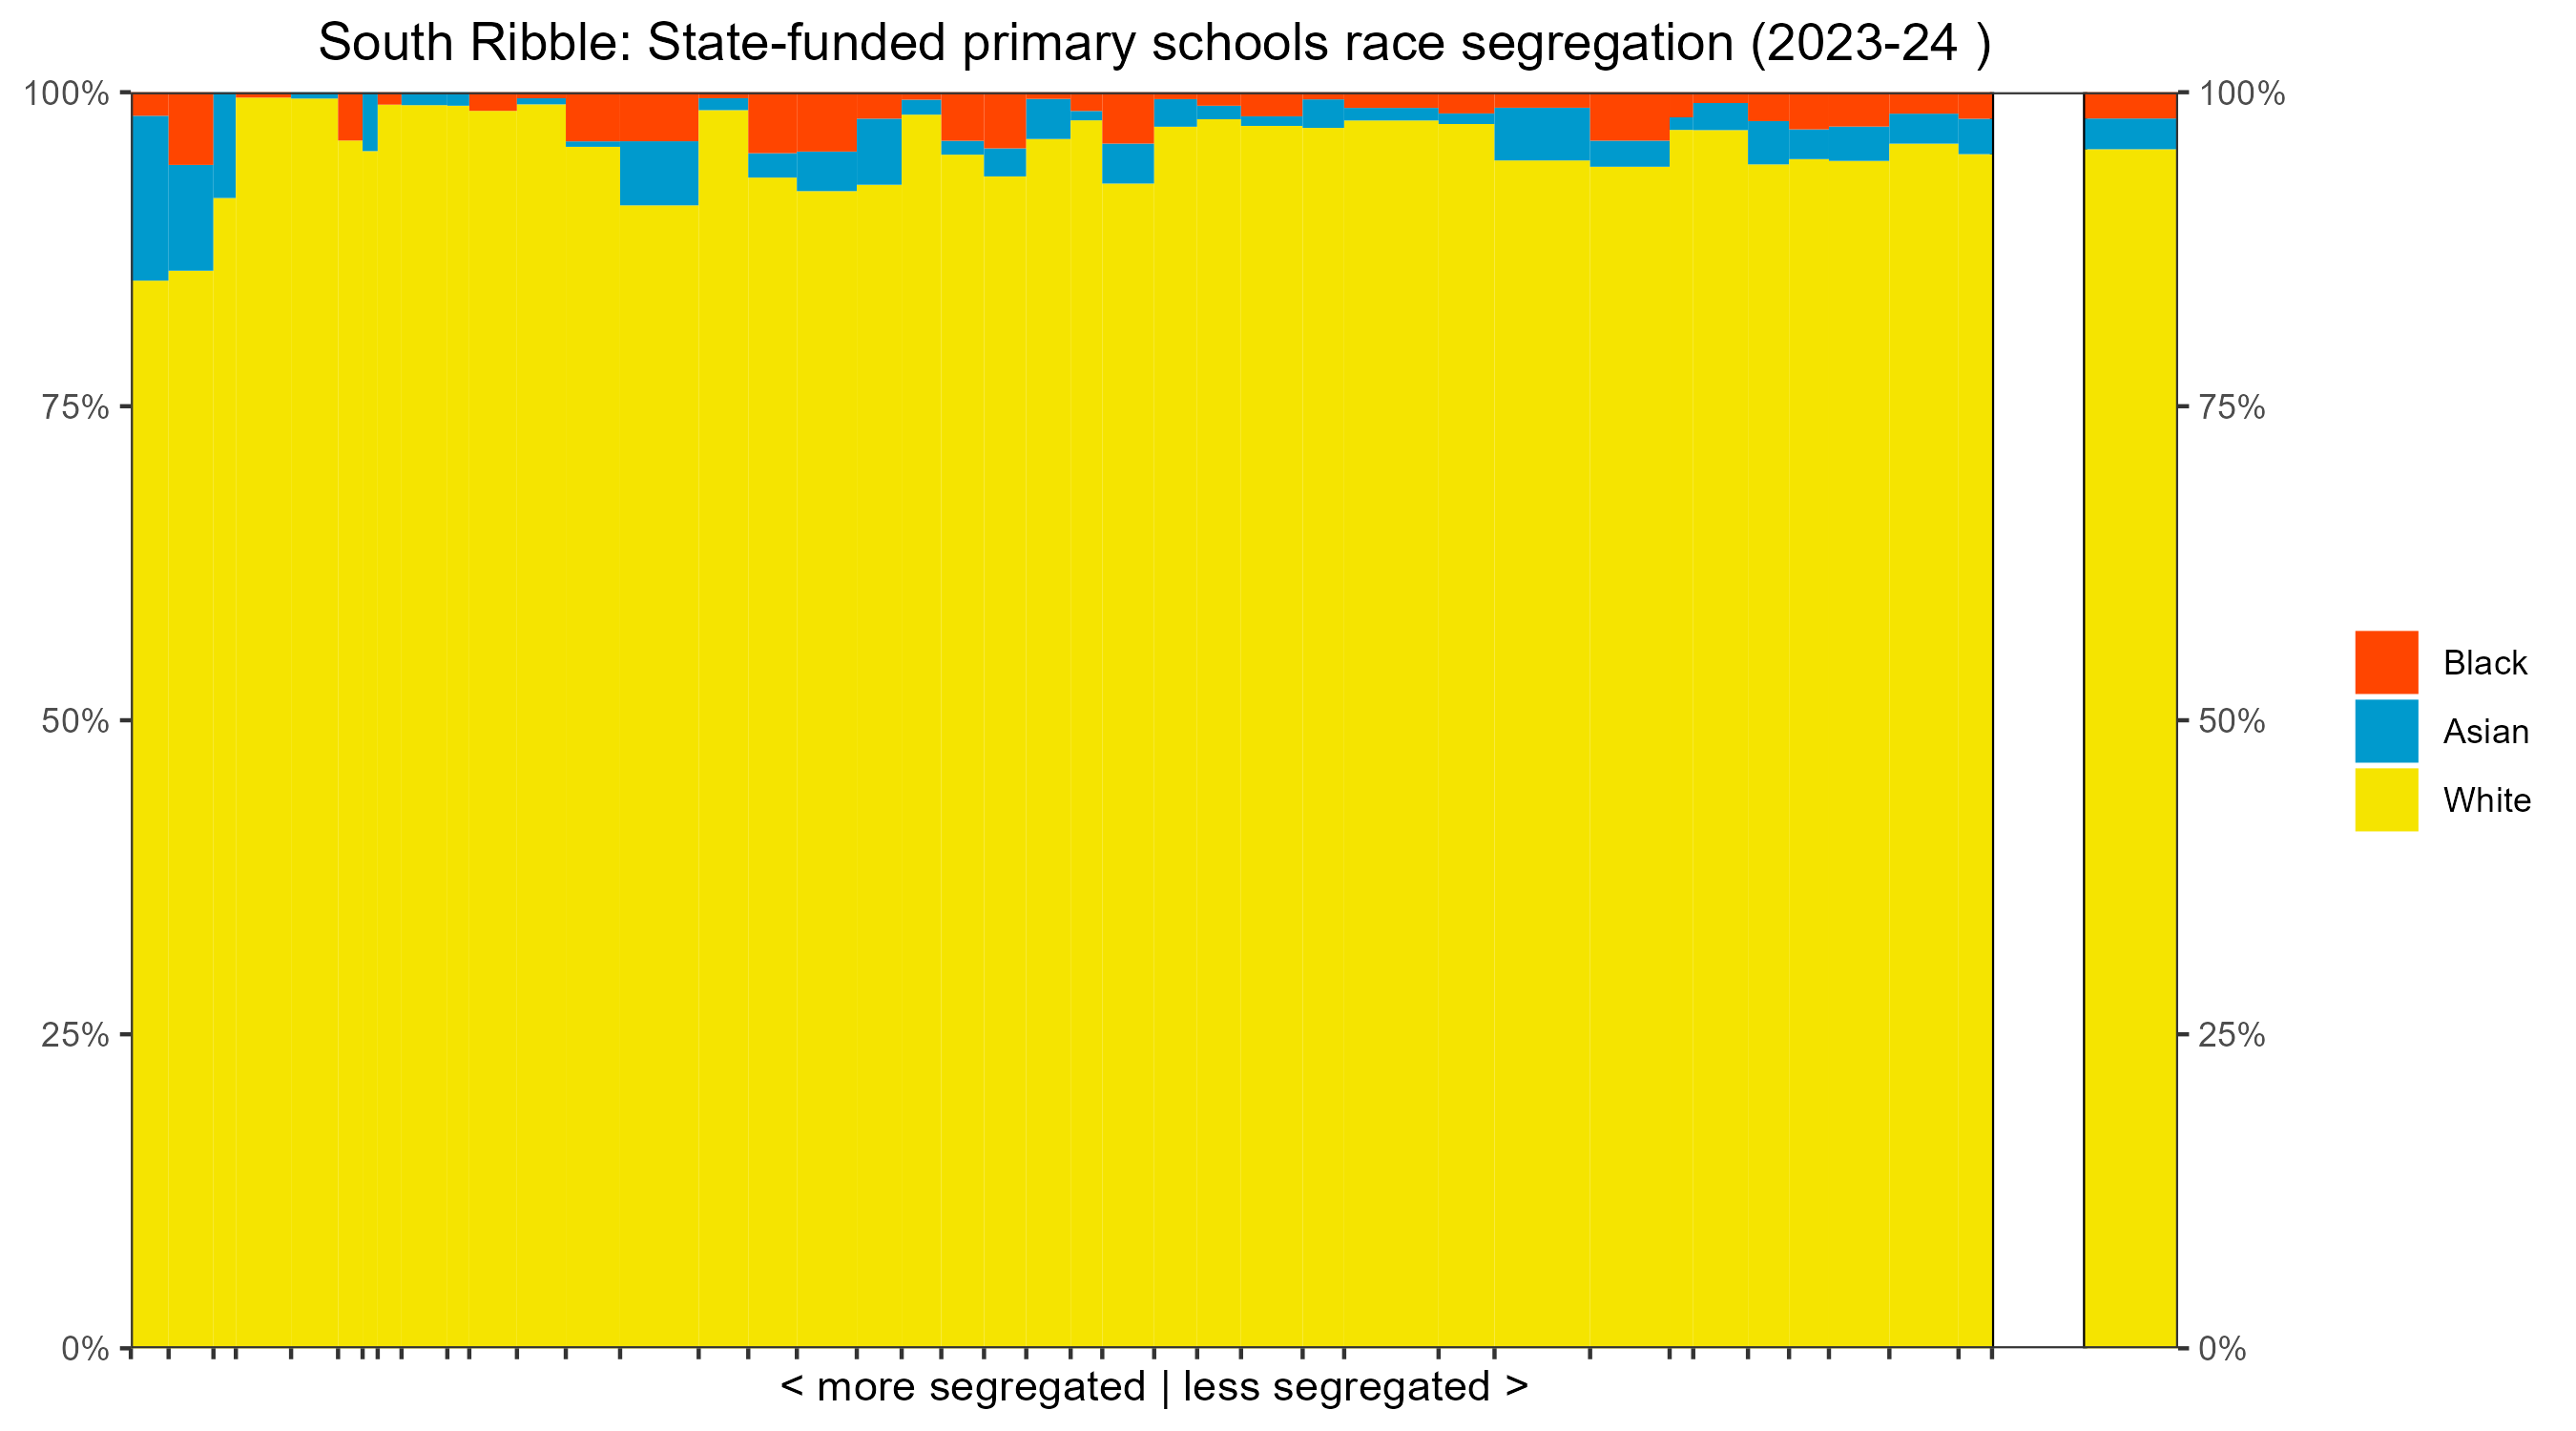 South Ribble: State-funded primary schools race segregation (2023-24 )
100%
75%
50%
25%
0%
100%
75%
50%
25%
0%
Black
Asian
White
< more segregated | less segregated >